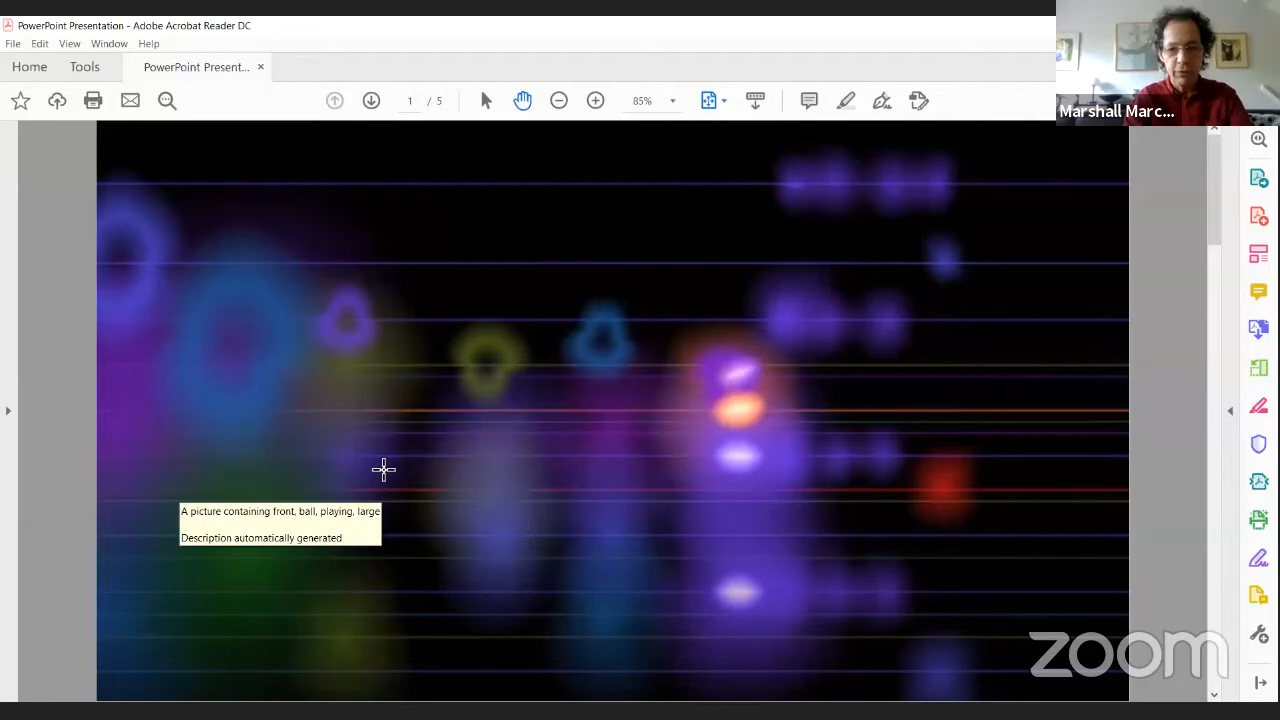 PowerPoint Presentation - Adobe Acrobat Reader DC
File Edit View Window Help
Home Tools PowerPoint Present... ×
1 / 5 85%
Marshall Marc...
A picture containing front, ball, playing, large
Description automatically generated
zoom